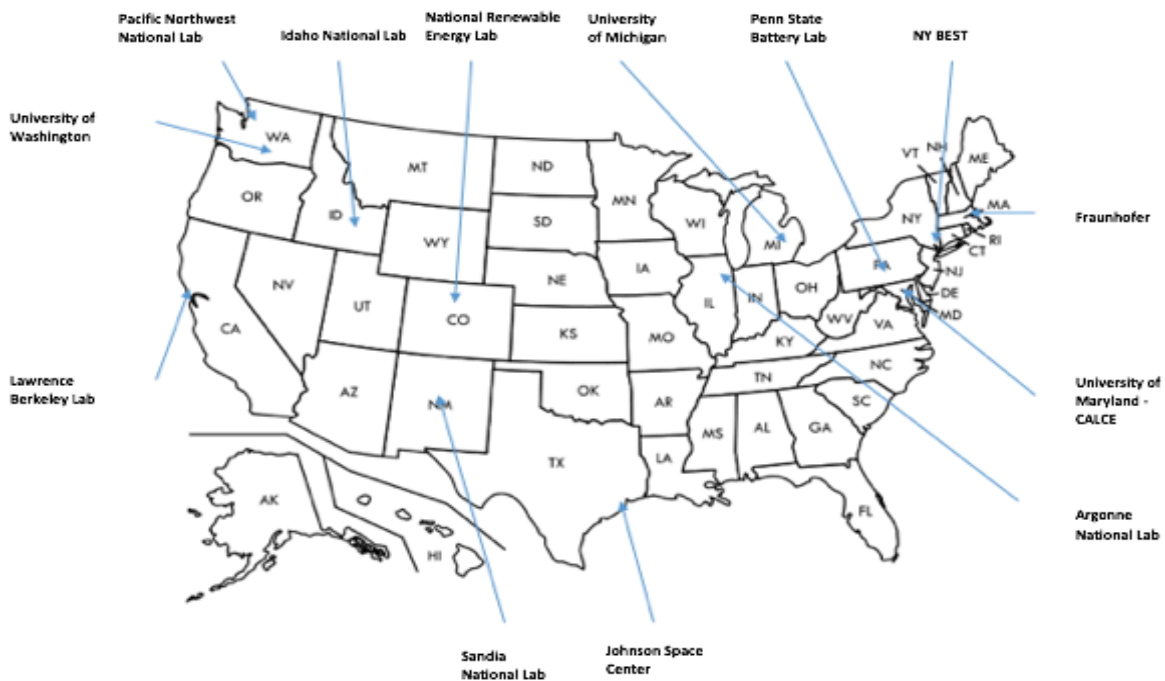 Pacific Northwest
National Lab
Idaho National Lab
National Renewable
Energy Lab
University
of Michigan
Penn State
Battery Lab
NY BEST
University of
Washington
Fraunhofer
Lawrence
Berkeley Lab
University of
Maryland -
CALCE
Argonne
National Lab
Sandia
National Lab
Johnson Space
Center
WA
MT
ND
MN
VT
NH
ME
OR
ID
SD
WI
MI
NY
MA
RI
CT
WY
IA
PA
NJ
NV
UT
CO
NE
IL
IN
OH
DE
MD
CA
KS
MO
WV
VA
KY
AZ
NM
OK
AR
TN
NC
SC
TX
LA
MS
AL
GA
FL
AK
HI